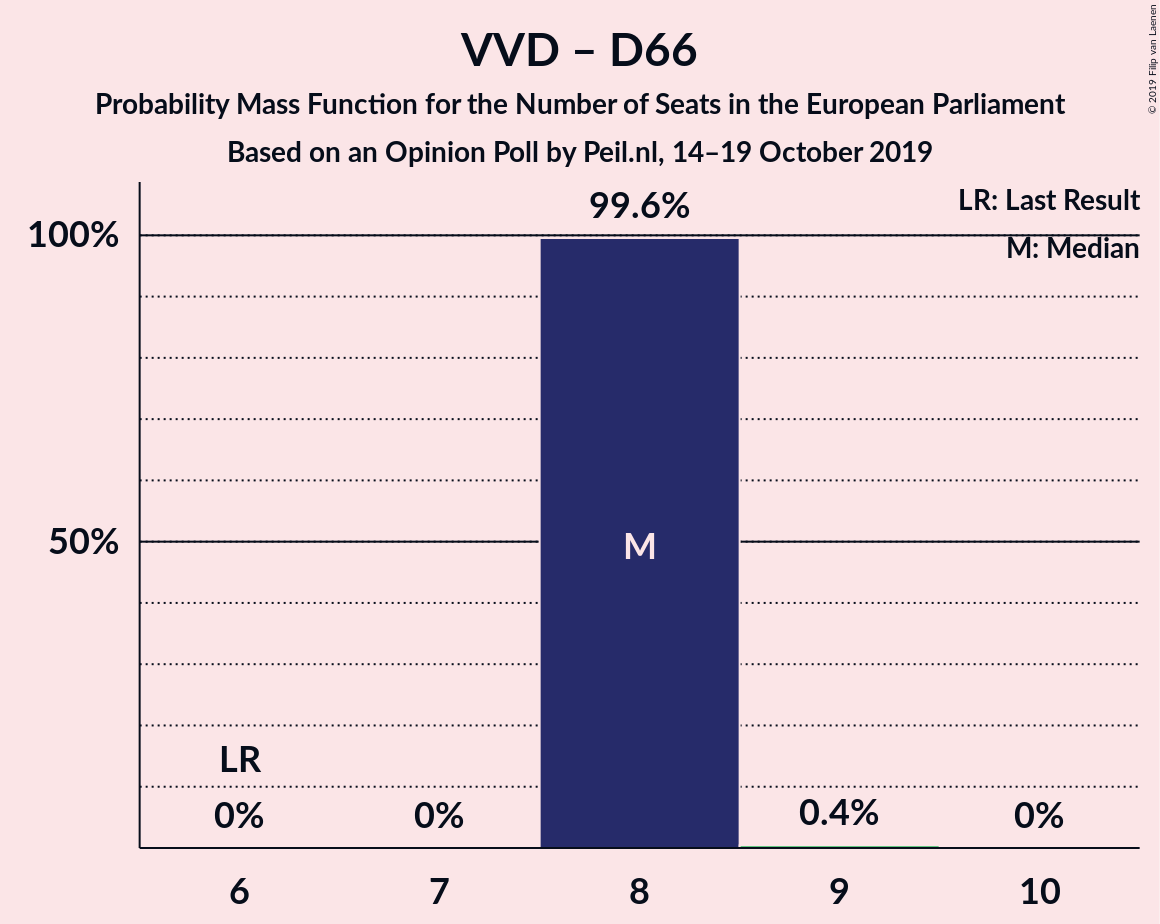 VVD – D66
Probability Mass Function for the Number of Seats in the European Parliament
Based on an Opinion Poll by Peil.nl, 14–19 October 2019
© 2019 Filip van Laenen
LR: Last Result
M: Median
99.6%
100%
50%
M
LR
0%
0%
0.4%
0%
6
7
8
9
10